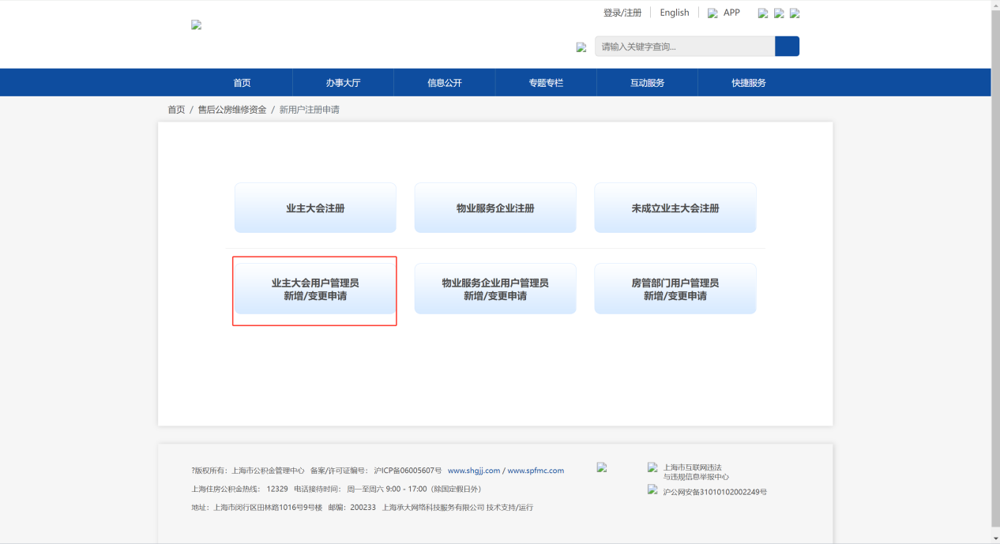 登录/注册 English APP
请输入关键字查询...
首页 办事大厅 信息公开 专题专栏 互动服务 快捷服务
首页 / 售后公房维修资金 / 新用户注册申请
业主大会注册 物业服务企业注册 未成立业主大会注册
业主大会用户管理员 物业服务企业用户管理员 房管部门用户管理员
新增/变更申请 新增/变更申请 新增/变更申请
?版权所有：上海市公积金管理中心 备案/许可证编号： 沪ICP备06005607号 www.shgjj.com / www.spfmc.com
上海市互联网违法
与违规信息举报中心
上海住房公积金热线： 12329 电话接待时间： 周一至周六 9:00 - 17:00（除国定假日外）
沪公网安备31010102002249号
地址：上海市闵行区田林路1016号9号楼 邮编：200233 上海承大网络科技服务有限公司 技术支持/运行